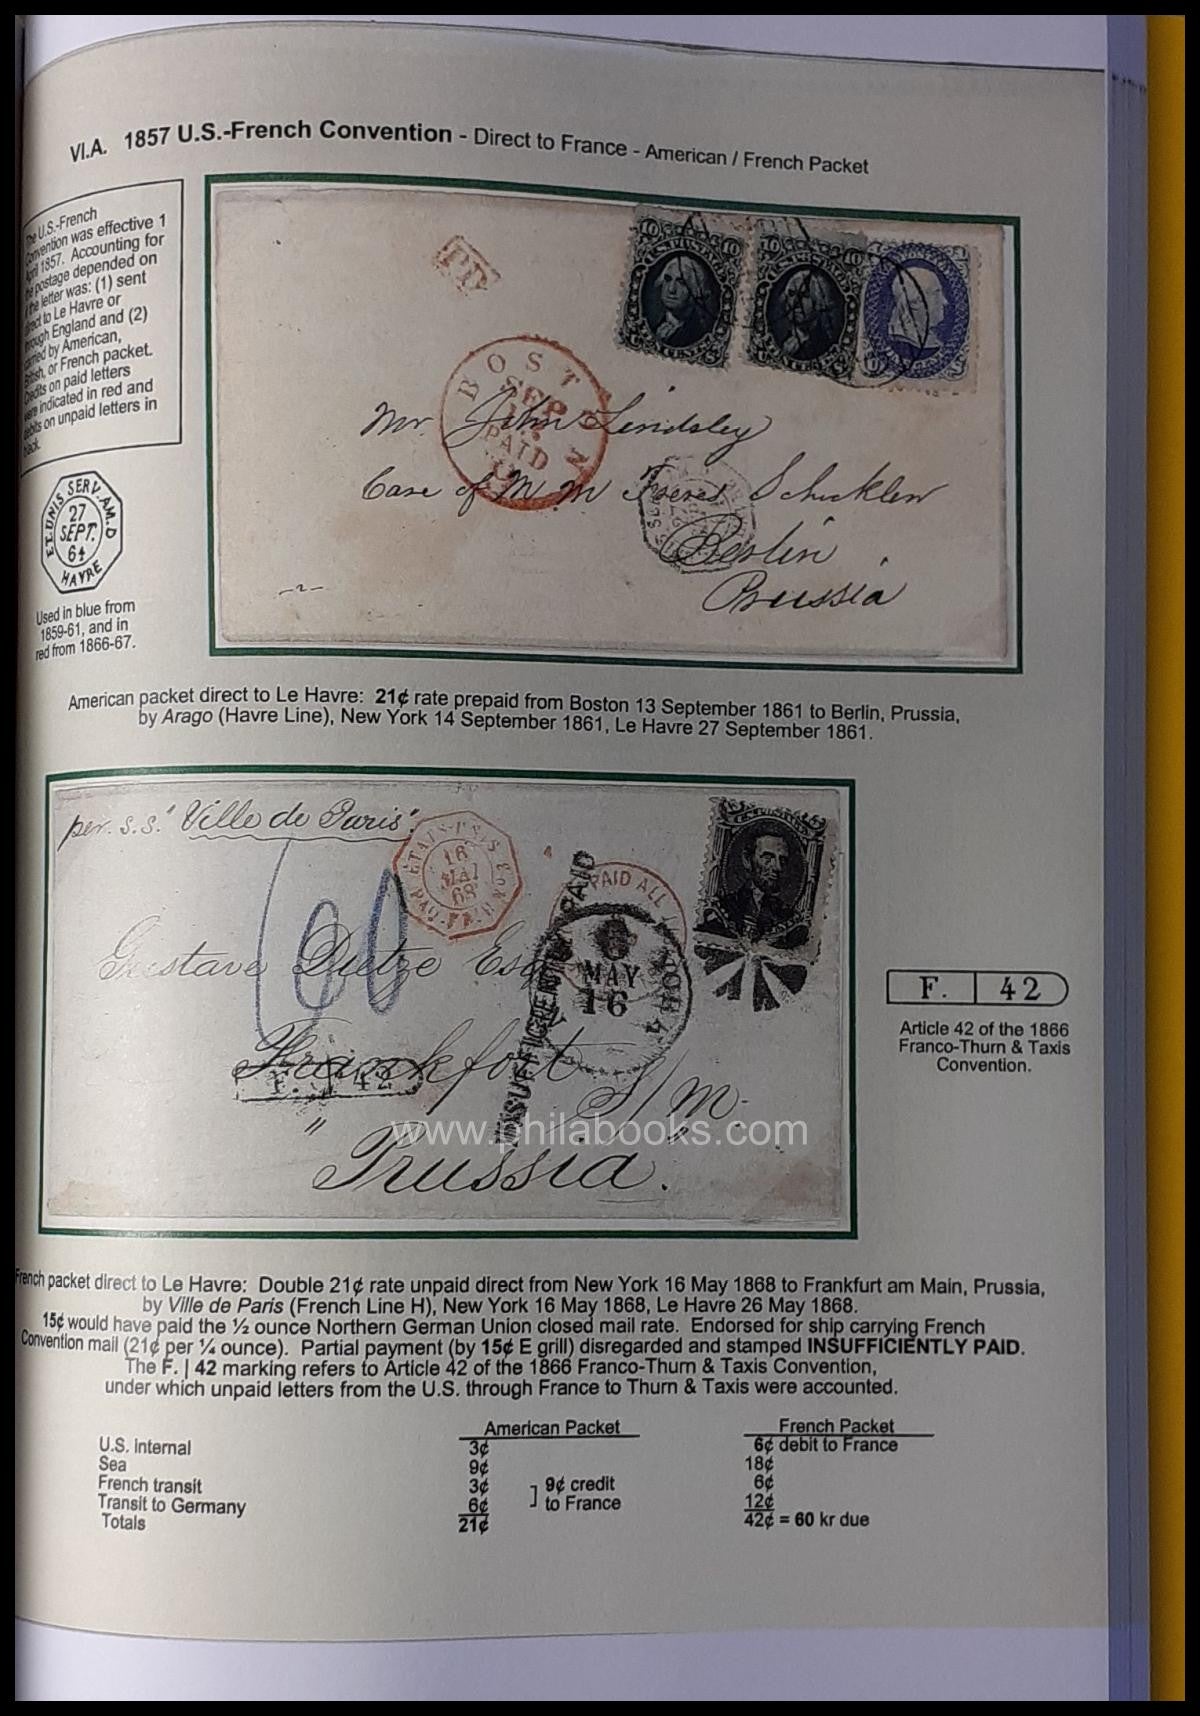 VI.A. 1857 U.S.-French Convention - Direct to France - American / French Packet
The U.S.-French
Convention was effective 1
April 1857. Accounting for
the postage depended on
if the letter was: (1) sent
direct to Le Havre or
through England and (2)
carried by American,
British, or French packet.
Credits on paid letters
were indicated in red and
debits on unpaid letters in
black.
ET.UNIS SERV.AM.D
27
SEPT.
61
HAVRE
Used in blue from
1859-61, and in
red from 1866-67.
PD
10 10
10 10
BOSTON
SEP
PAID
Mr John Lindsley
Care of M M Freres Schickler
Berlin
Prussia
American packet direct to Le Havre: 21¢ rate prepaid from Boston 13 September 1861 to Berlin, Prussia,
by Arago (Havre Line), New York 14 September 1861, Le Havre 27 September 1861.
per. s.s. "Ville de Paris".
16
MAI
68
PAID ALL
INSUFFICIENTLY PAID
MAY
16
Gustave Dietze Esq
Frankfort
F. 42
S/M.
" "
Prussia.
www.philabooks.com
F. 42
Article 42 of the 1866
Franco-Thurn & Taxis
Convention.
French packet direct to Le Havre: Double 21¢ rate unpaid direct from New York 16 May 1868 to Frankfurt am Main, Prussia,
by Ville de Paris (French Line H), New York 16 May 1868, Le Havre 26 May 1868.
15¢ would have paid the ½ ounce Northern German Union closed mail rate. Endorsed for ship carrying French
Convention mail (21¢ per ¼ ounce). Partial payment (by 15¢ E grill) disregarded and stamped INSUFFICIENTLY PAID.
The F. | 42 marking refers to Article 42 of the 1866 Franco-Thurn & Taxis Convention,
under which unpaid letters from the U.S. through France to Thurn & Taxis were accounted.
American Packet French Packet
U.S. internal 3¢ 6¢ debit to France
Sea 9¢ 18¢
French transit 3¢ ] 9¢ credit 6¢
Transit to Germany 6¢ to France 12¢
Totals 21¢ 42¢ = 60 kr due